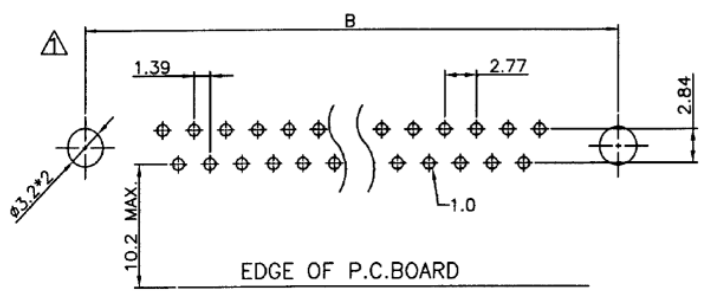 B
1
1.39
2.77
2.84
ø3.2*2
10.2 MAX.
1.0
EDGE OF P.C.BOARD